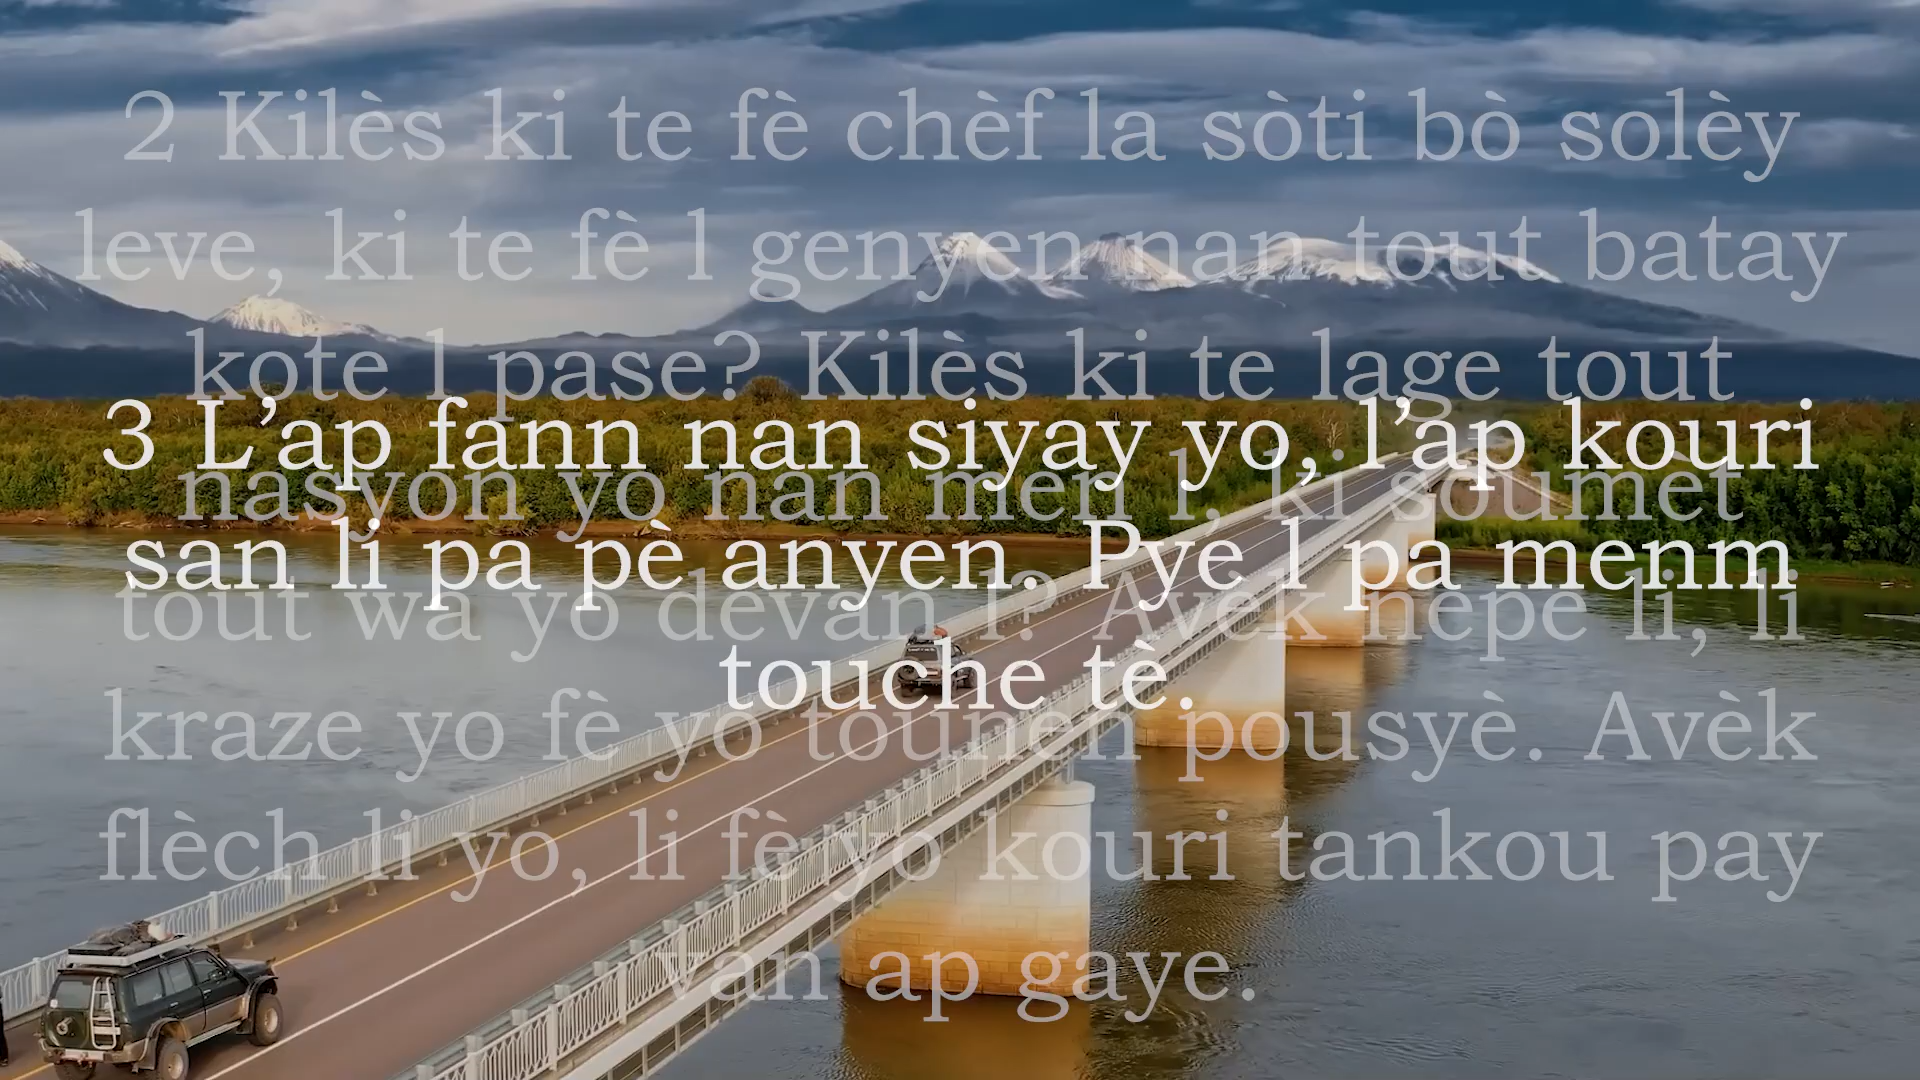 2 Kilès ki te fè chèf la sòti bò solèy
leve, ki te fè l genyen nan tout batay
kote l pase? Kilès ki te lage tout
nasyon yo nan men l, ki soumèt
tout wa yo devan l? Avèk nepe li, li
kraze yo fè yo tounen pousyè. Avèk
flèch li yo, li fè yo kouri tankou pay
van ap gaye.
3 L’ap fann nan siyay yo, l’ap kouri
san li pa pè anyen. Pye l pa menm
touche tè.